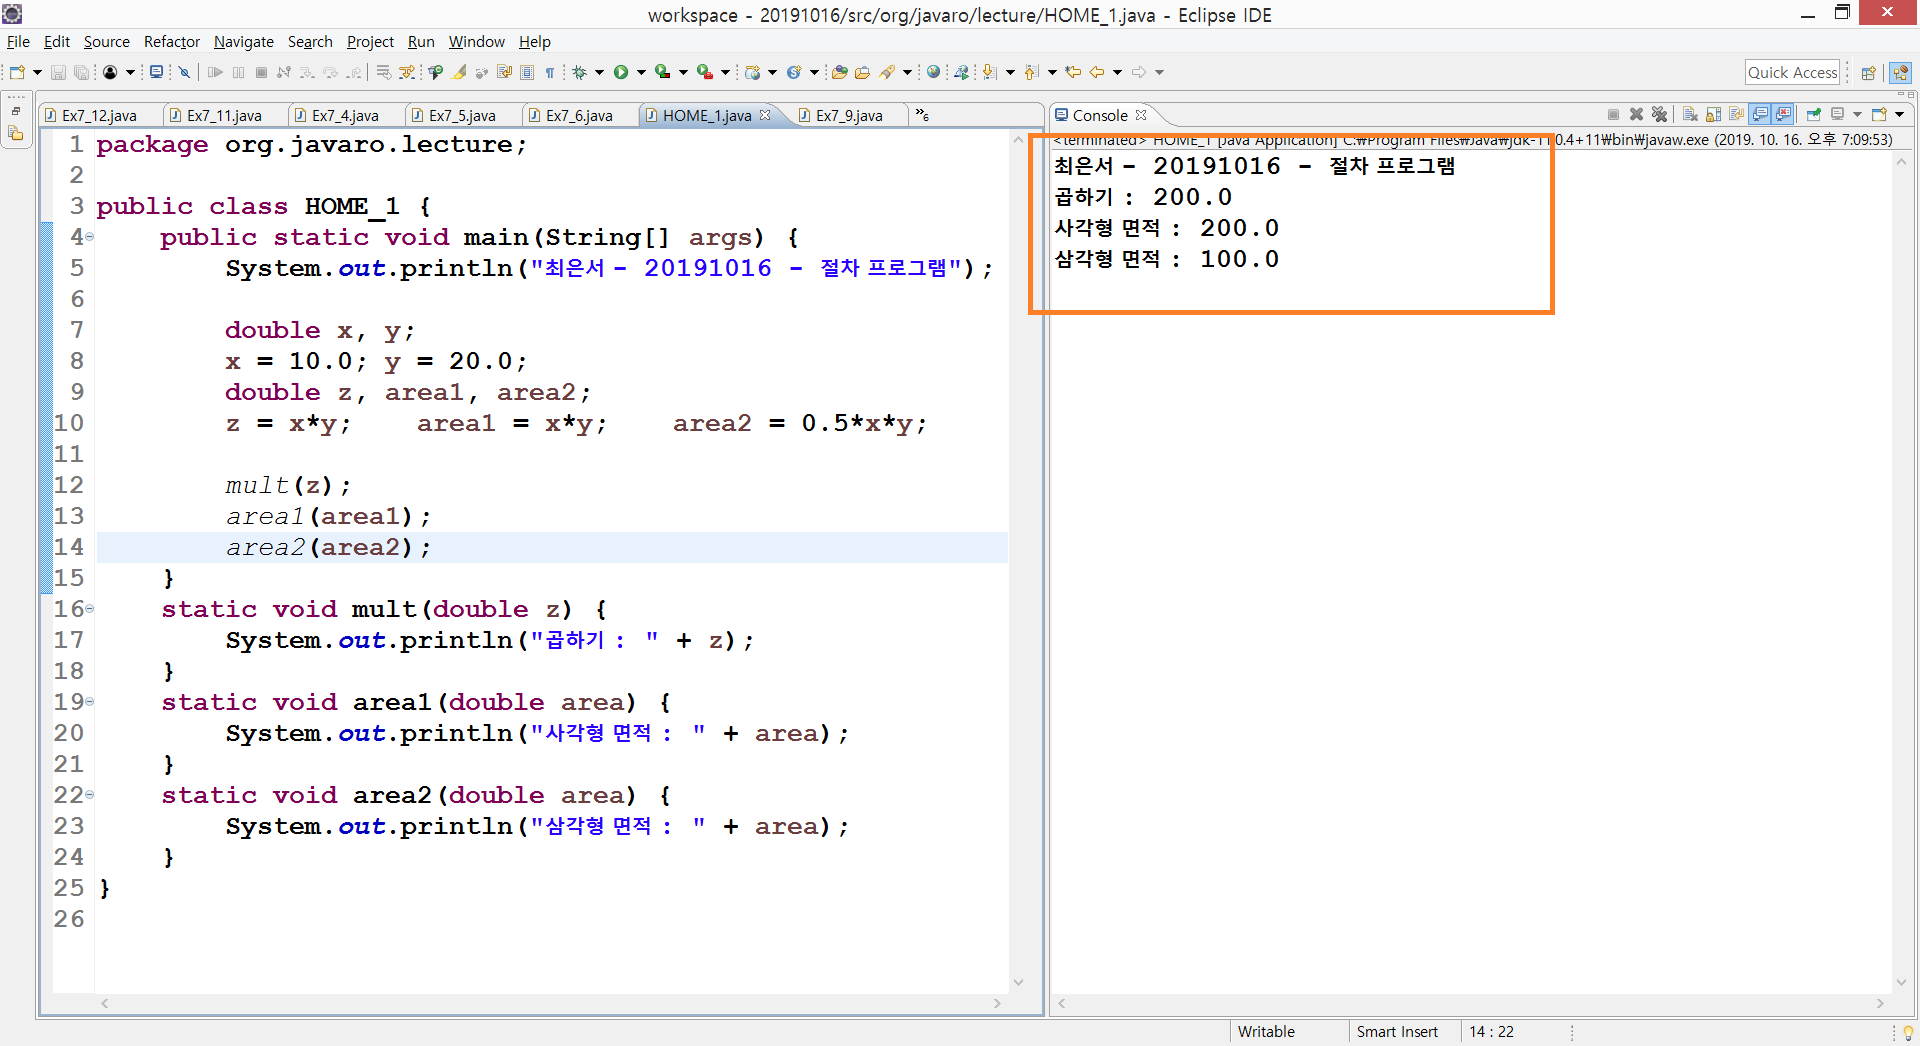 workspace - 20191016/src/org/javaro/lecture/HOME_1.java - Eclipse IDE
File Edit Source Refactor Navigate Search Project Run Window Help
Quick Access
Ex7_12.java Ex7_11.java Ex7_4.java Ex7_5.java Ex7_6.java HOME_1.java Ex7_9.java »6
1 package org.javaro.lecture;
2
3 public class HOME_1 {
4 public static void main(String[] args) {
5 System.out.println("최은서 - 20191016 - 절차 프로그램");
6
7 double x, y;
8 x = 10.0; y = 20.0;
9 double z, area1, area2;
10 z = x*y; area1 = x*y; area2 = 0.5*x*y;
11
12 mult(z);
13 area1(area1);
14 area2(area2);
15 }
16 static void mult(double z) {
17 System.out.println("곱하기 : " + z);
18 }
19 static void area1(double area) {
20 System.out.println("사각형 면적 : " + area);
21 }
22 static void area2(double area) {
23 System.out.println("삼각형 면적 : " + area);
24 }
25 }
26
Console
<terminated> HOME_1 [Java Application] C:₩Program Files₩Java₩jdk-11.0.4+11₩bin₩javaw.exe (2019. 10. 16. 오후 7:09:53)
최은서 - 20191016 - 절차 프로그램
곱하기 : 200.0
사각형 면적 : 200.0
삼각형 면적 : 100.0
Writable Smart Insert 14 : 22